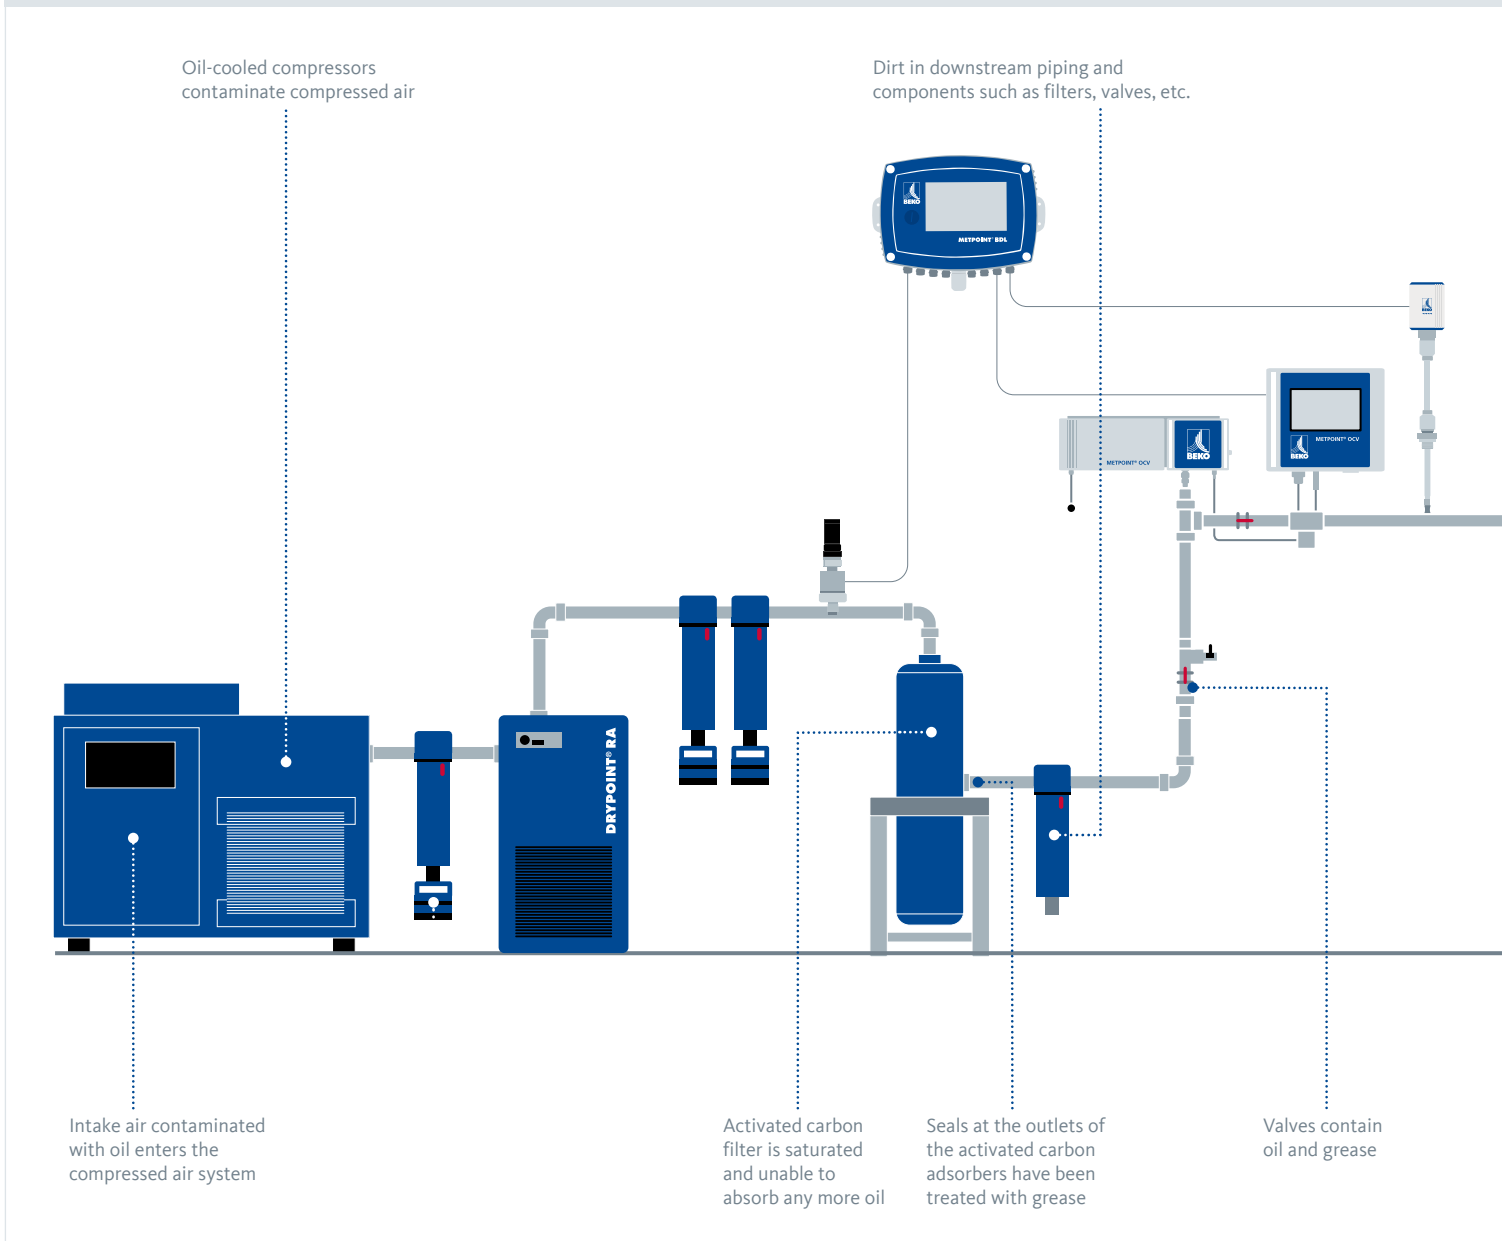 Oil-cooled compressors
contaminate compressed air
Dirt in downstream piping and
components such as filters, valves, etc.
BEKO
METPOINT® BDL
BEKO
METPOINT® OCV
BEKO
METPOINT® OCV
BEKO
DRYPOINT® RA
Intake air contaminated
with oil enters the
compressed air system
Activated carbon
filter is saturated
and unable to
absorb any more oil
Seals at the outlets of
the activated carbon
adsorbers have been
treated with grease
Valves contain
oil and grease